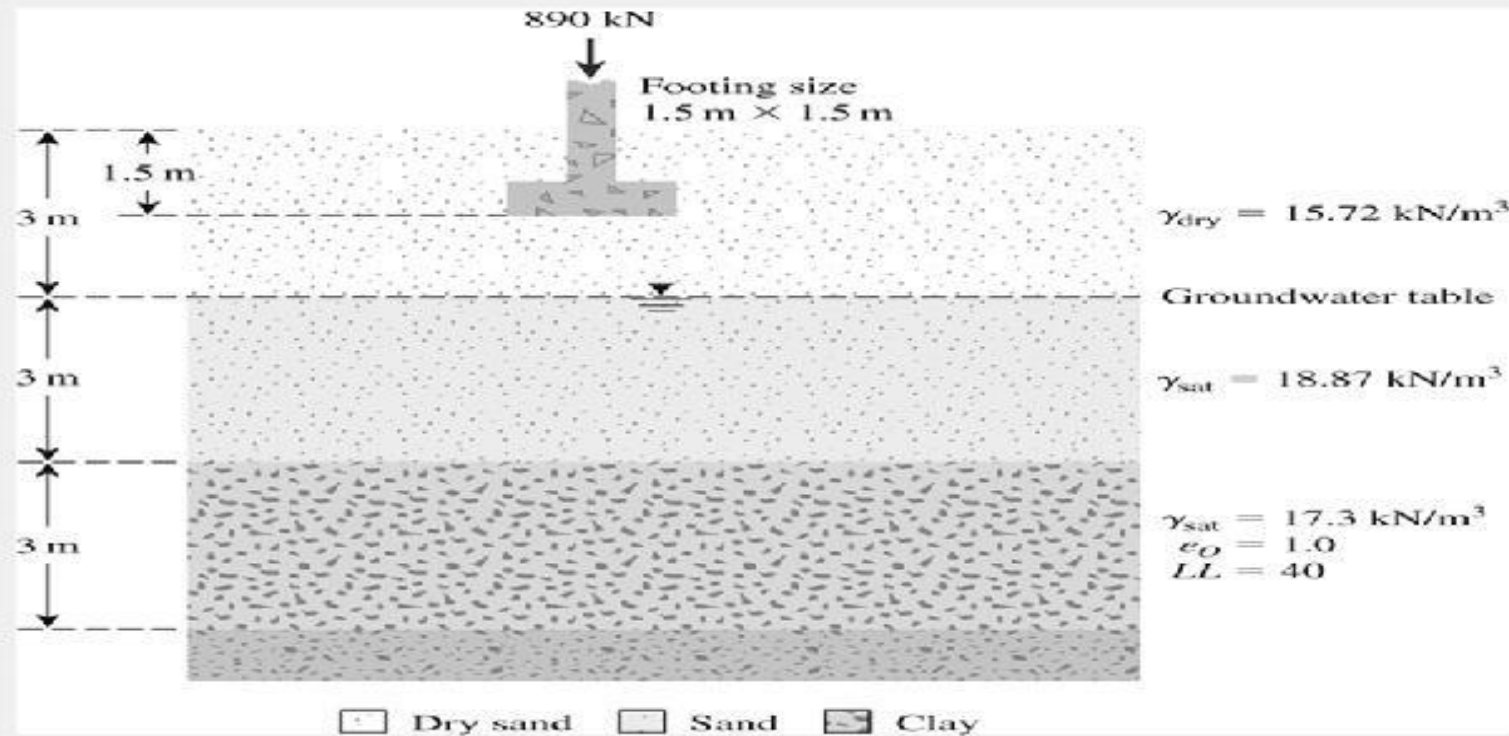 890 kN
Footing size
1.5 m × 1.5 m
1.5 m
3 m
γdry = 15.72 kN/m³
Groundwater table
3 m
γsat = 18.87 kN/m³
3 m
γsat = 17.3 kN/m³
eO = 1.0
LL = 40
Dry sand Sand Clay